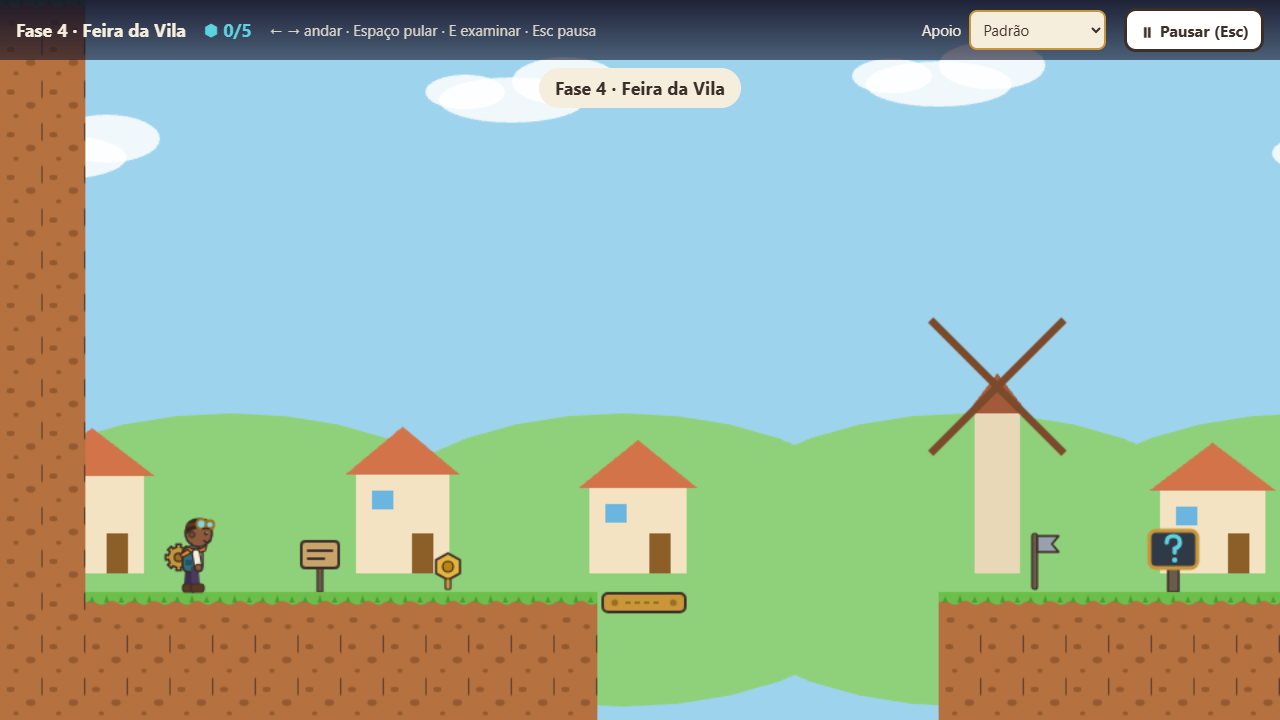 Fase 4 · Feira da Vila
0/5
← → andar · Espaço pular · E examinar · Esc pausa
Apoio
Padrão
Pausar (Esc)
Fase 4 · Feira da Vila
?